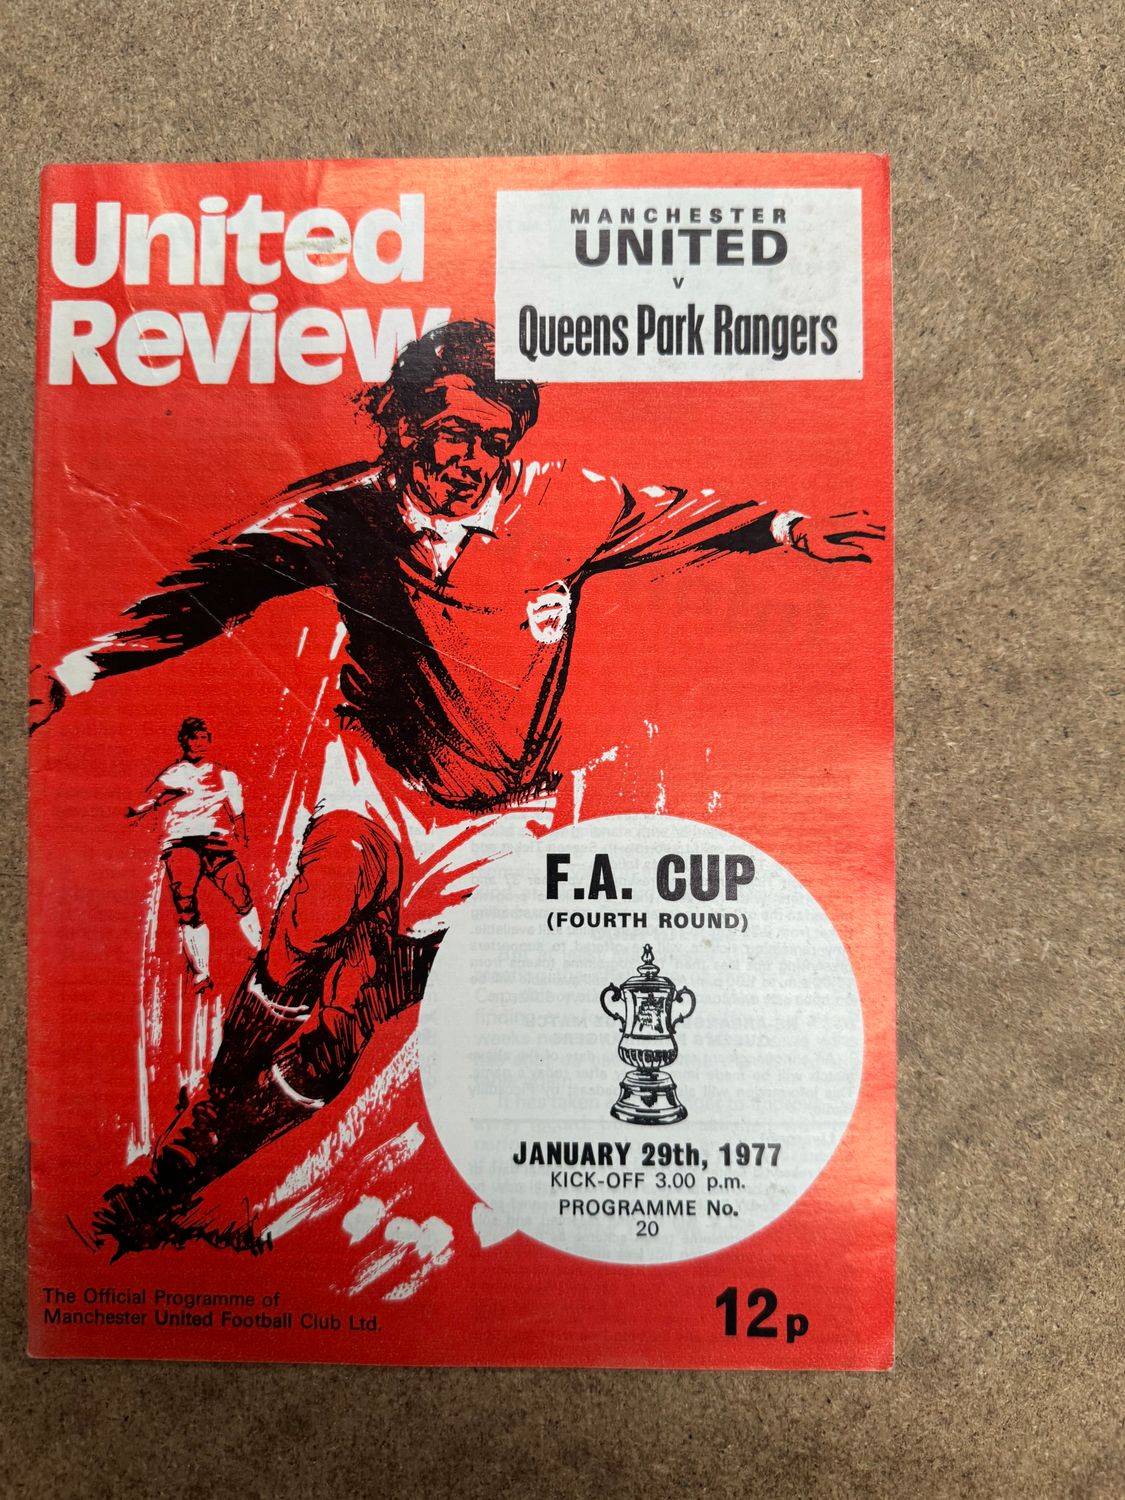 United
Review
MANCHESTER
UNITED
v
Queens Park Rangers
F.A. CUP
(FOURTH ROUND)
JANUARY 29th, 1977
KICK-OFF 3.00 p.m.
PROGRAMME No.
20
The Official Programme of
Manchester United Football Club Ltd.
12p